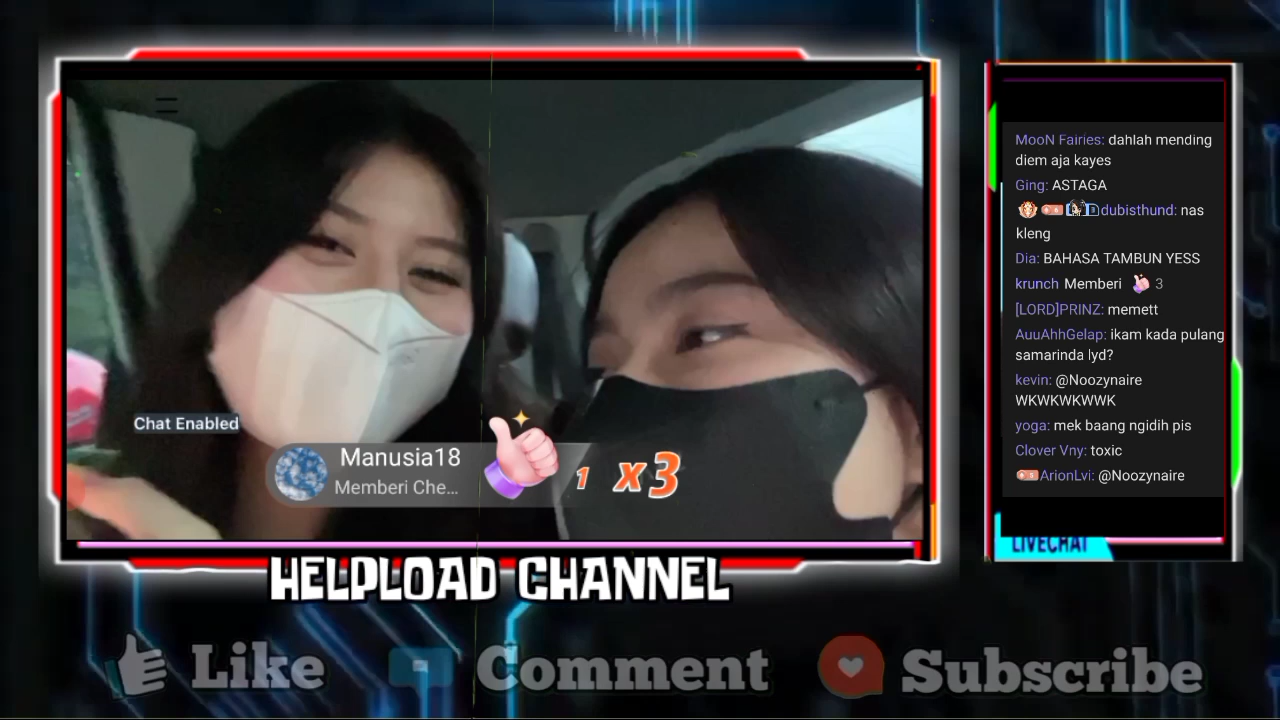 Chat Enabled
Manusia18
Memberi Che...
1 x3
HELPLOAD CHANNEL
Like Comment Subscribe
MooN Fairies: dahlah mending
diem aja kayes
Ging: ASTAGA
dubisthund: nas
kleng
Dia: BAHASA TAMBUN YESS
krunch Memberi 3
[LORD]PRINZ: memett
AuuAhhGelap: ikam kada pulang
samarinda lyd?
kevin: @Noozynaire
WKWKWKWWK
yoga: mek baang ngidih pis
Clover Vny: toxic
ArionLvi: @Noozynaire
LIVECHAT